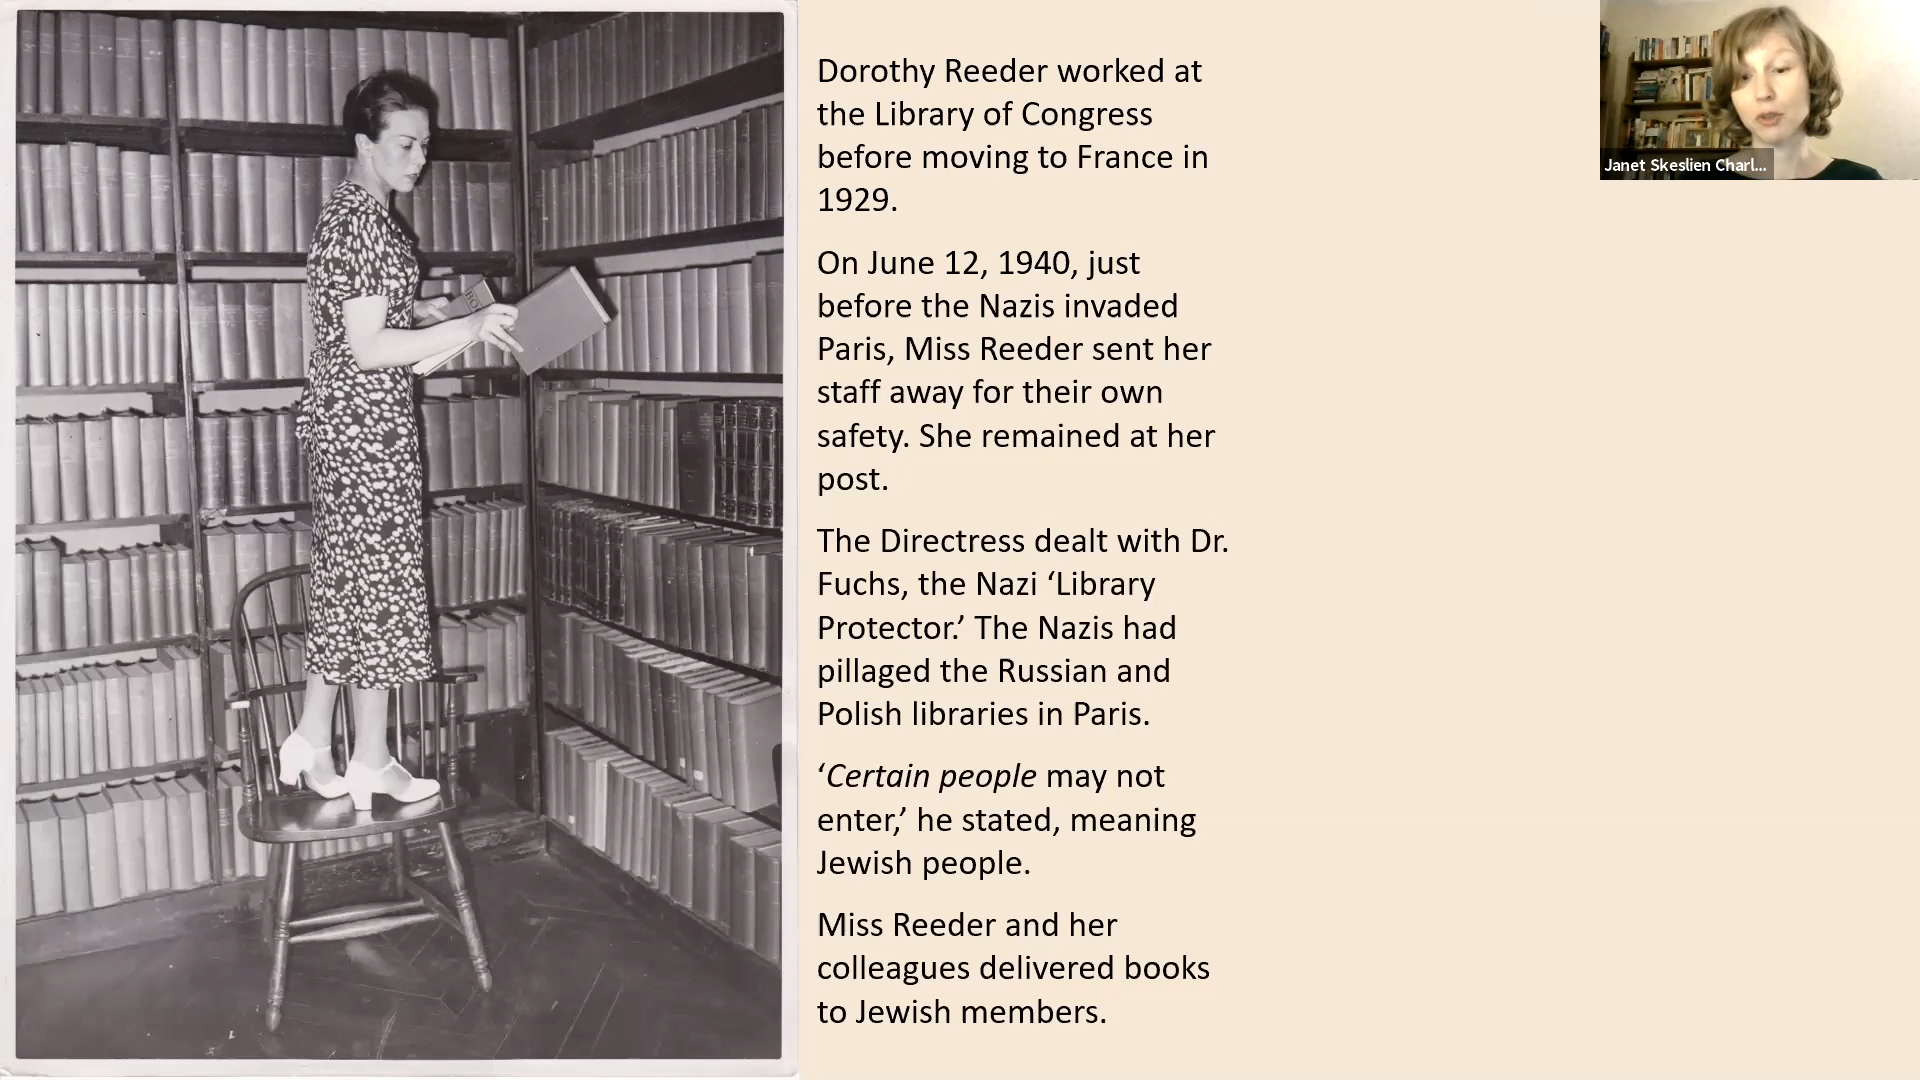 Dorothy Reeder worked at
the Library of Congress
before moving to France in
1929.
On June 12, 1940, just
before the Nazis invaded
Paris, Miss Reeder sent her
staff away for their own
safety. She remained at her
post.
The Directress dealt with Dr.
Fuchs, the Nazi ‘Library
Protector.’ The Nazis had
pillaged the Russian and
Polish libraries in Paris.
‘Certain people may not
enter,’ he stated, meaning
Jewish people.
Miss Reeder and her
colleagues delivered books
to Jewish members.
Janet Skeslien Charl...